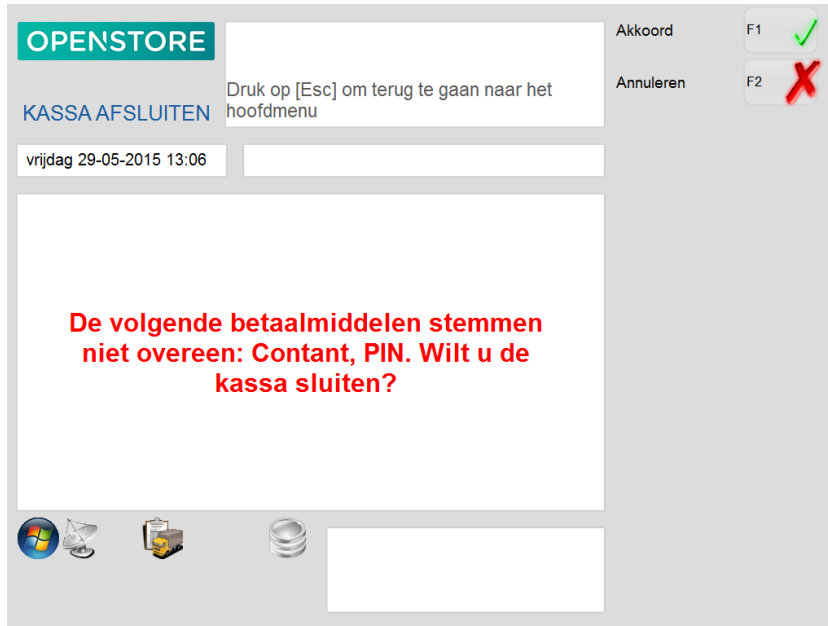 OPENSTORE
KASSA AFSLUITEN
Druk op [Esc] om terug te gaan naar het
hoofdmenu
Akkoord
F1
Annuleren
F2
vrijdag 29-05-2015 13:06
De volgende betaalmiddelen stemmen
niet overeen: Contant, PIN. Wilt u de
kassa sluiten?